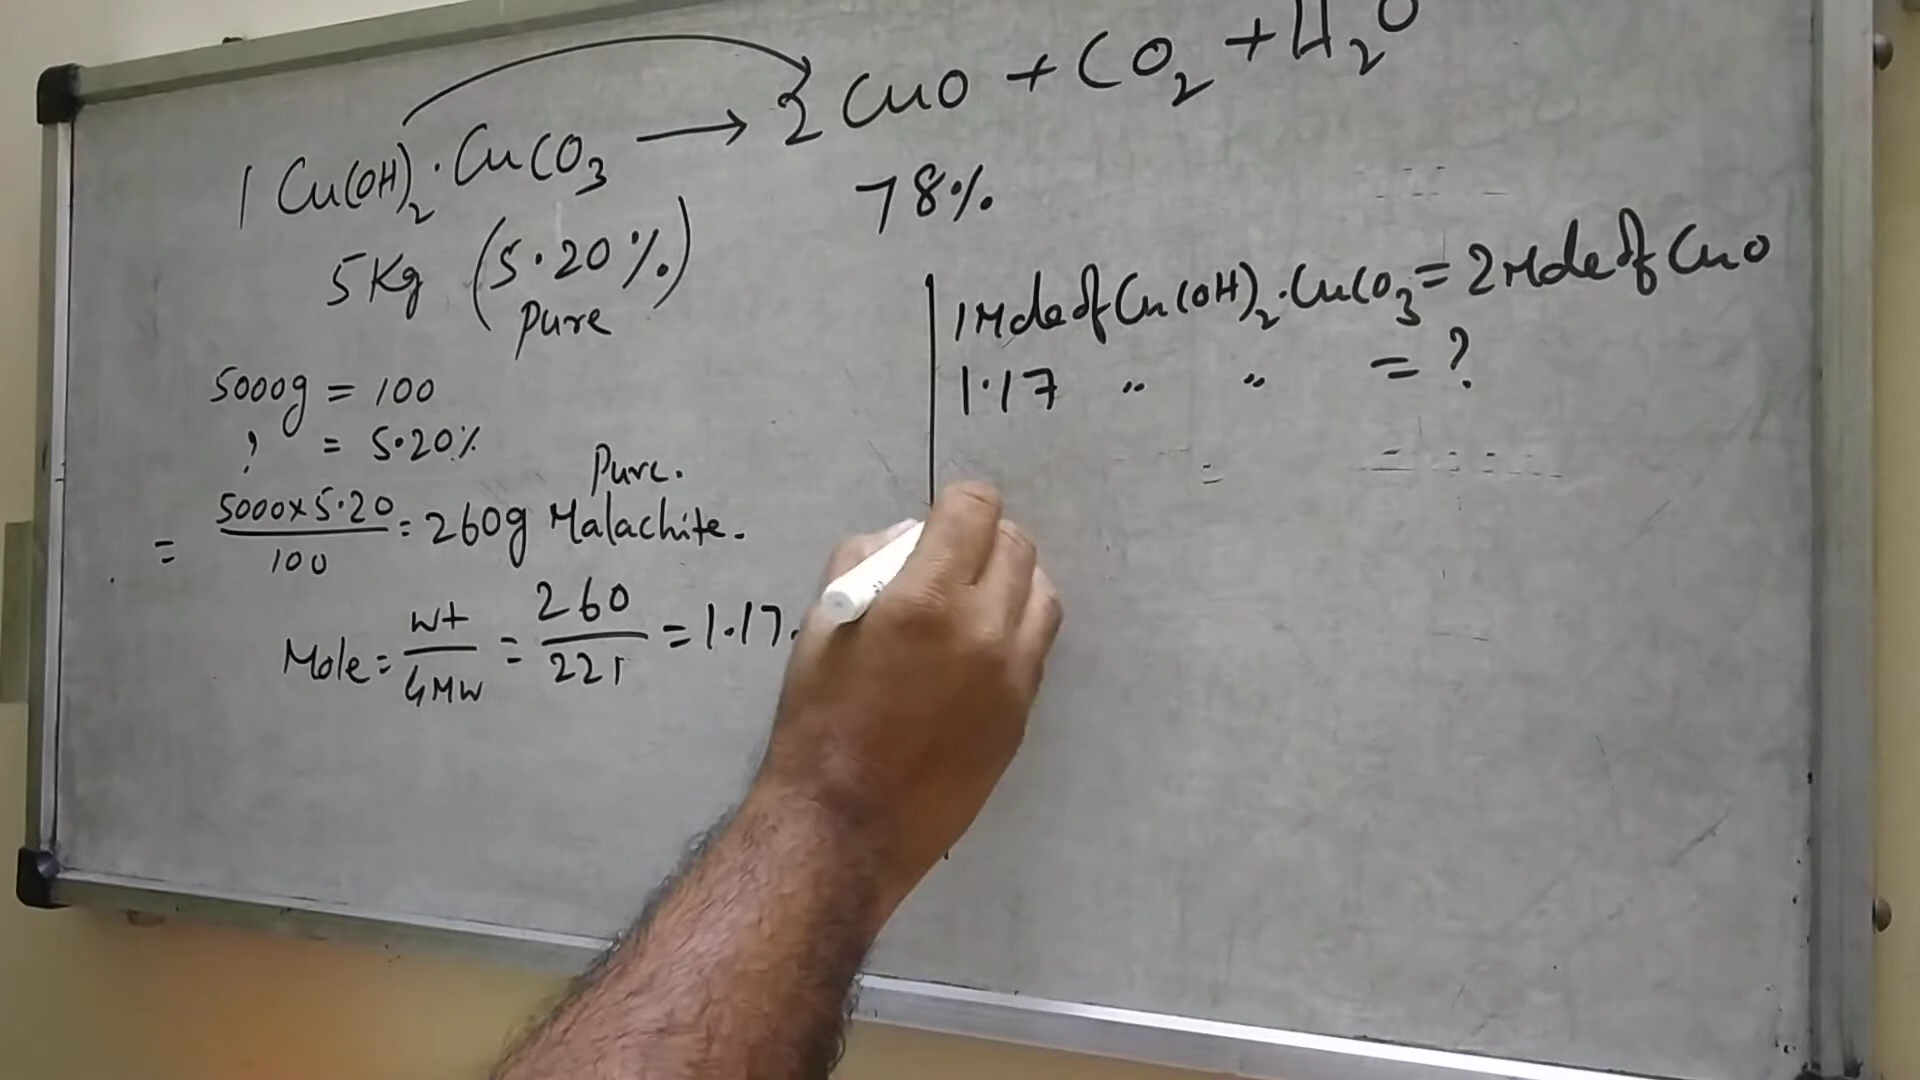 1 Cu(OH)₂·CuCO₃ → 2 CuO + CO₂ + H₂O
5Kg (5.20%) 78%
pure
5000g = 100
? = 5.20%
= 5000x5.20/100 = 260g Pure. Malachite.
Mole = wt/GMW = 260/221 = 1.17.
1 Mole of Cu(OH)₂·CuCO₃ = 2 Mole of CuO
1.17 " " = ?